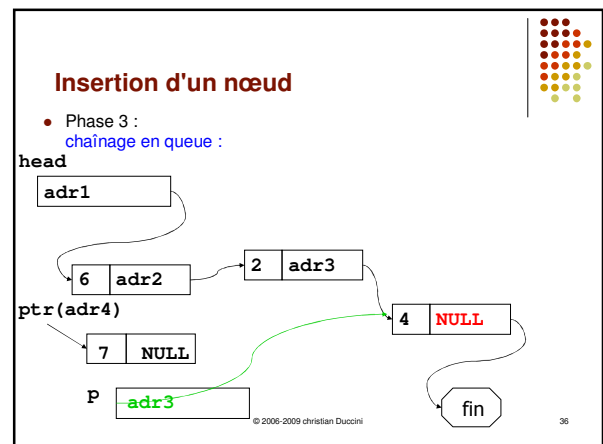 Insertion d'un nœud
• Phase 3 :
chaînage en queue :
head
adr1
6 adr2
2 adr3
ptr(adr4)
4 NULL
7 NULL
p
adr3
fin
© 2006-2009 christian Duccini
36